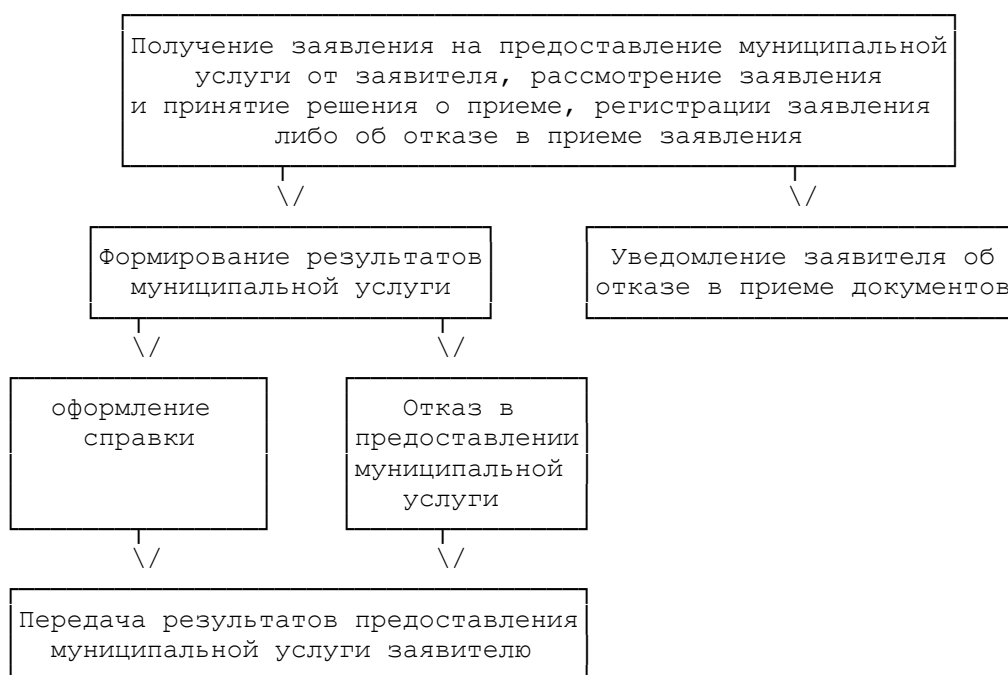 Получение заявления на предоставление муниципальной
услуги от заявителя, рассмотрение заявления
и принятие решения о приеме, регистрации заявления
либо об отказе в приеме заявления
Формирование результатов
муниципальной услуги
Уведомление заявителя об
отказе в приеме документов
оформление
справки
Отказ в
предоставлении
муниципальной
услуги
Передача результатов предоставления
муниципальной услуги заявителю